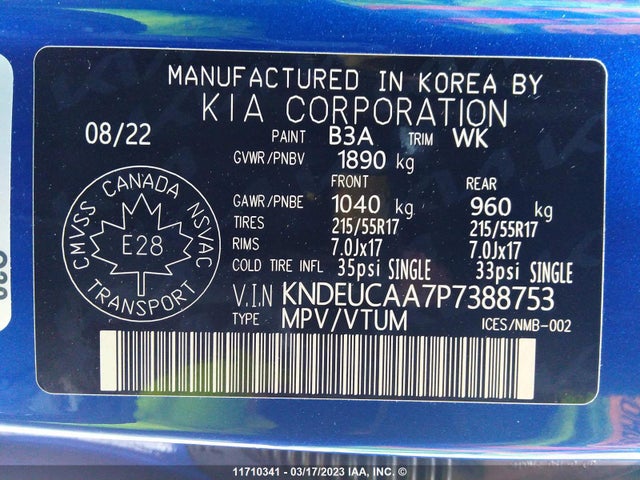 MANUFACTURED IN KOREA BY
KIA CORPORATION
08/22 PAINT B3A TRIM WK
GVWR/PNBV 1890 kg
FRONT REAR
GAWR/PNBE 1040 kg 960 kg
TIRES 215/55R17 215/55R17
RIMS 7.0Jx17 7.0Jx17
COLD TIRE INFL 35psi SINGLE 33psi SINGLE
V.I.N KNDEUCAA7P7388753
TYPE MPV/VTUM ICES/NMB-002
CANADA
CMVSS NSVAC
E28
TRANSPORT
11710341 - 03/17/2023 IAA, INC. ©